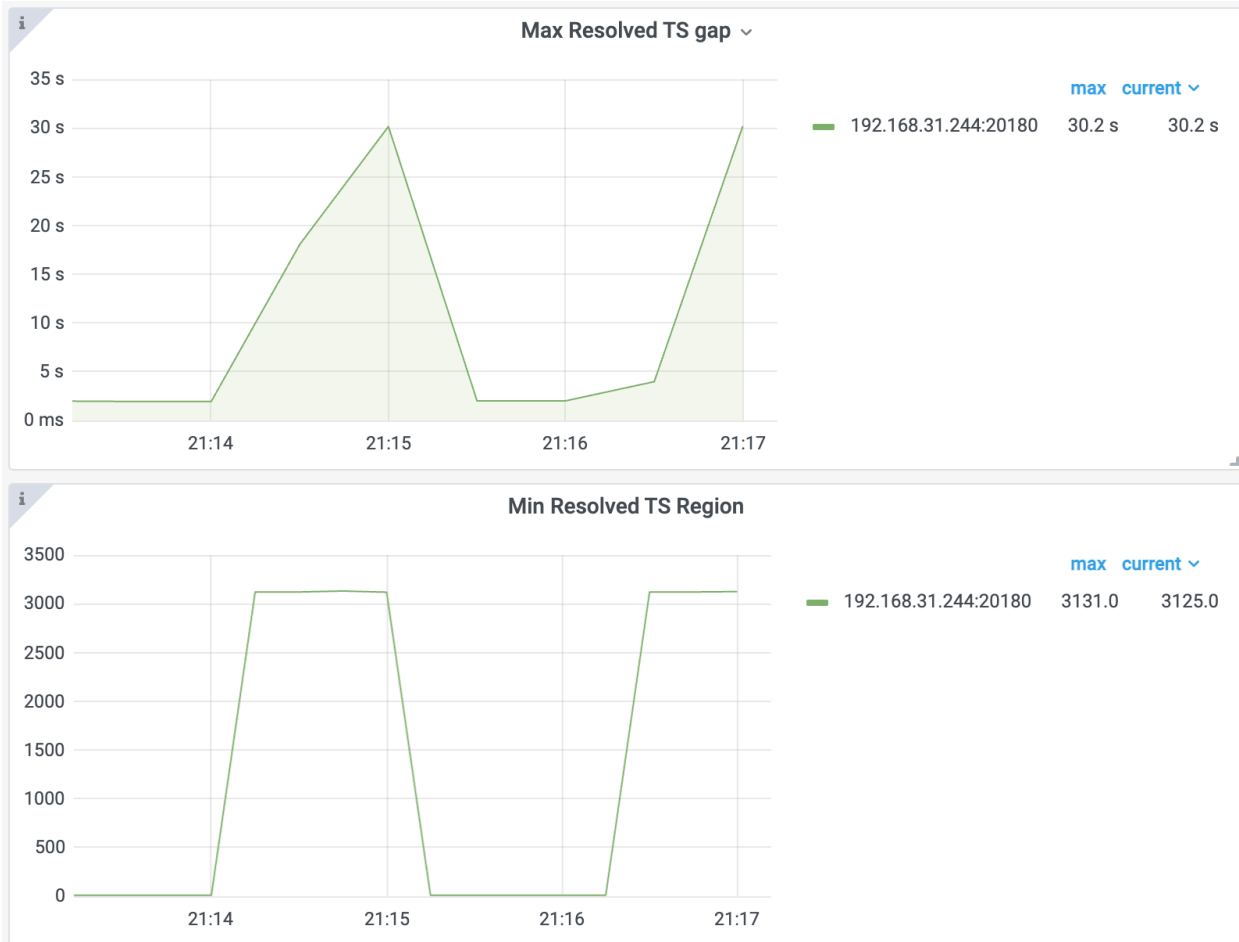 i
Max Resolved TS gap
max current
35 s
30 s
25 s
20 s
15 s
10 s
5 s
0 ms
21:14 21:15 21:16 21:17
192.168.31.244:20180 30.2 s 30.2 s
i
Min Resolved TS Region
max current
3500
3000
2500
2000
1500
1000
500
0
21:14 21:15 21:16 21:17
192.168.31.244:20180 3131.0 3125.0